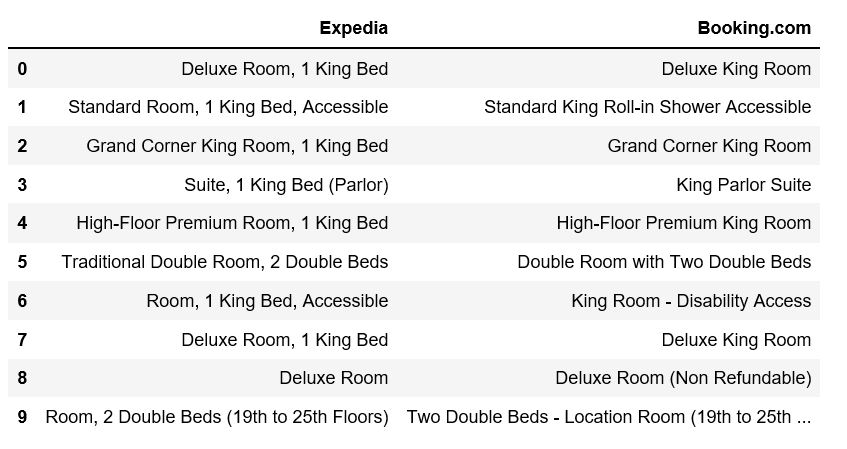 Expedia Booking.com
0 Deluxe Room, 1 King Bed Deluxe King Room
1 Standard Room, 1 King Bed, Accessible Standard King Roll-in Shower Accessible
2 Grand Corner King Room, 1 King Bed Grand Corner King Room
3 Suite, 1 King Bed (Parlor) King Parlor Suite
4 High-Floor Premium Room, 1 King Bed High-Floor Premium King Room
5 Traditional Double Room, 2 Double Beds Double Room with Two Double Beds
6 Room, 1 King Bed, Accessible King Room - Disability Access
7 Deluxe Room, 1 King Bed Deluxe King Room
8 Deluxe Room Deluxe Room (Non Refundable)
9 Room, 2 Double Beds (19th to 25th Floors) Two Double Beds - Location Room (19th to 25th ...